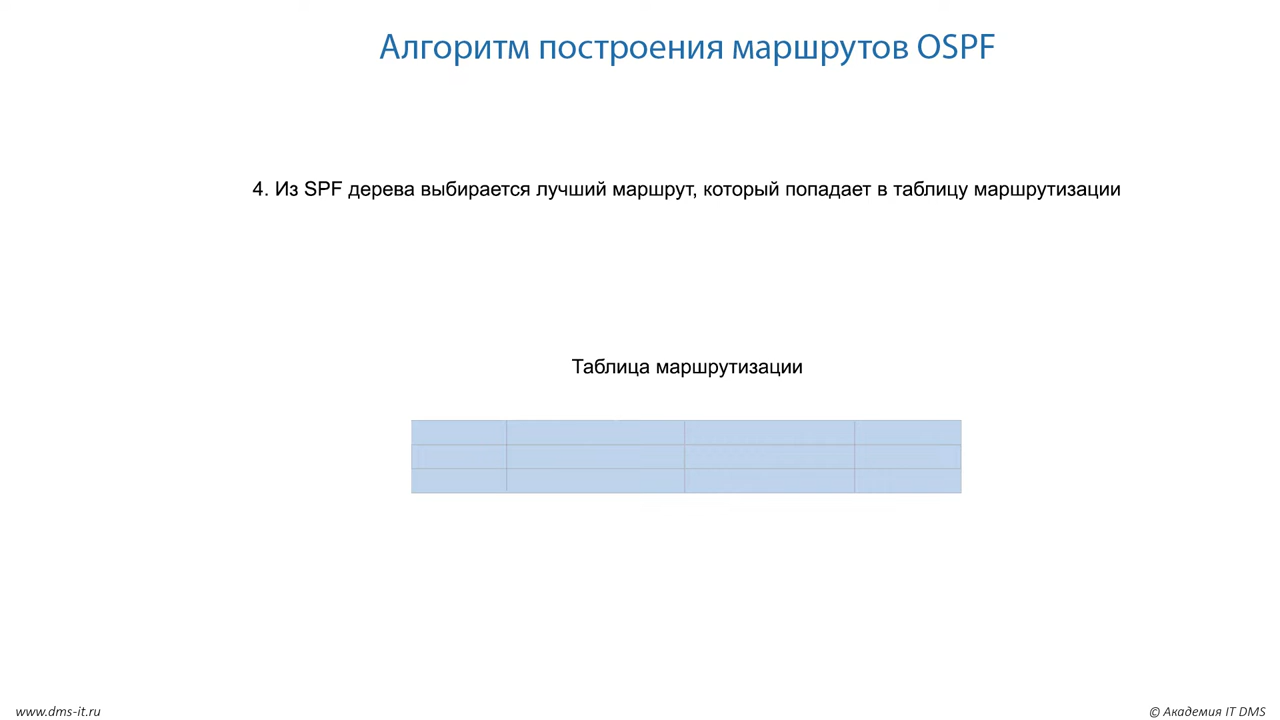 Алгоритм построения маршрутов OSPF
4. Из SPF дерева выбирается лучший маршрут, который попадает в таблицу маршрутизации
Таблица маршрутизации
www.dms-it.ru
© Академия IT DMS